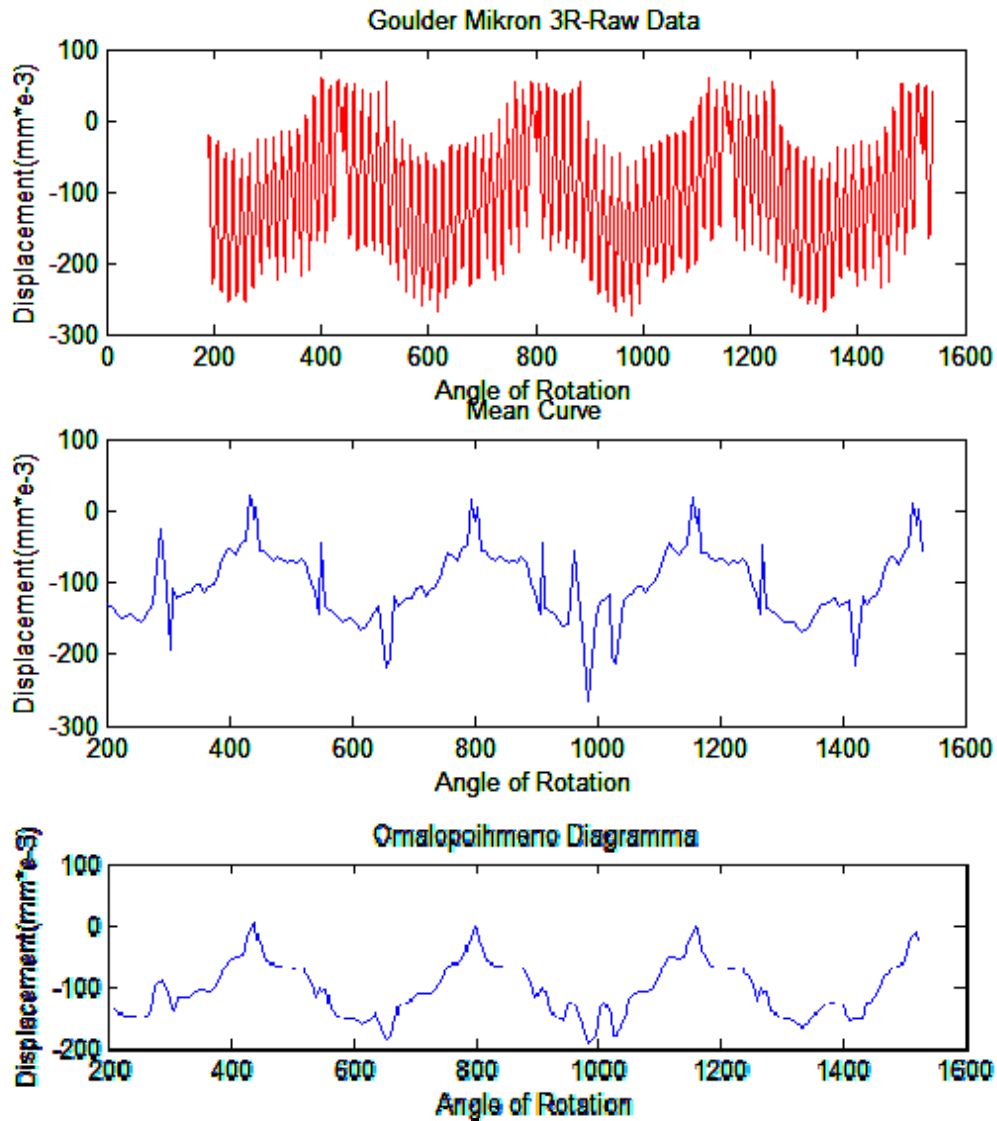 Goulder Mikron 3R-Raw Data
Displacement(mm*e-3)
100
0
-100
-200
-300
0 200 400 600 800 1000 1200 1400 1600
Angle of Rotation
Mean Curve
Displacement(mm*e-3)
100
0
-100
-200
-300
200 400 600 800 1000 1200 1400 1600
Angle of Rotation
Omalopoihmeno Diagramma
Displacement(mm*e-3)
100
0
-100
-200
200 400 600 800 1000 1200 1400 1600
Angle of Rotation